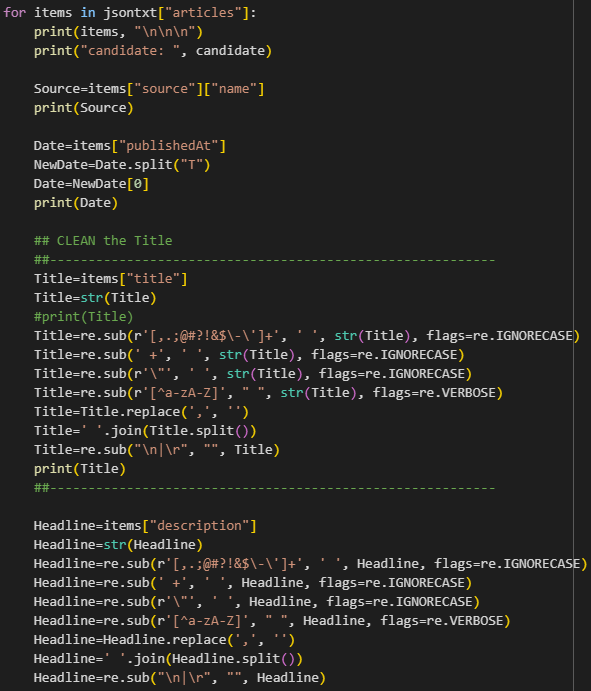 for items in jsontxt["articles"]:
    print(items, "\n\n\n")
    print("candidate: ", candidate)
    Source=items["source"]["name"]
    print(Source)
    Date=items["publishedAt"]
    NewDate=Date.split("T")
    Date=NewDate[0]
    print(Date)
    ## CLEAN the Title
    ##----------------------------------------------------------
    Title=items["title"]
    Title=str(Title)
    #print(Title)
    Title=re.sub(r'[,.;@#?!&$\-\']+', ' ', str(Title), flags=re.IGNORECASE)
    Title=re.sub(' +', ' ', str(Title), flags=re.IGNORECASE)
    Title=re.sub(r'\"', ' ', str(Title), flags=re.IGNORECASE)
    Title=re.sub(r'[^a-zA-Z]', " ", str(Title), flags=re.VERBOSE)
    Title=Title.replace(',', '')
    Title=' '.join(Title.split())
    Title=re.sub("\n|\r", "", Title)
    print(Title)
    ##----------------------------------------------------------
    Headline=items["description"]
    Headline=str(Headline)
    Headline=re.sub(r'[,.;@#?!&$\-\']+', ' ', Headline, flags=re.IGNORECASE)
    Headline=re.sub(' +', ' ', Headline, flags=re.IGNORECASE)
    Headline=re.sub(r'\"', ' ', Headline, flags=re.IGNORECASE)
    Headline=re.sub(r'[^a-zA-Z]', " ", Headline, flags=re.VERBOSE)
    Headline=Headline.replace(',', '')
    Headline=' '.join(Headline.split())
    Headline=re.sub("\n|\r", "", Headline)